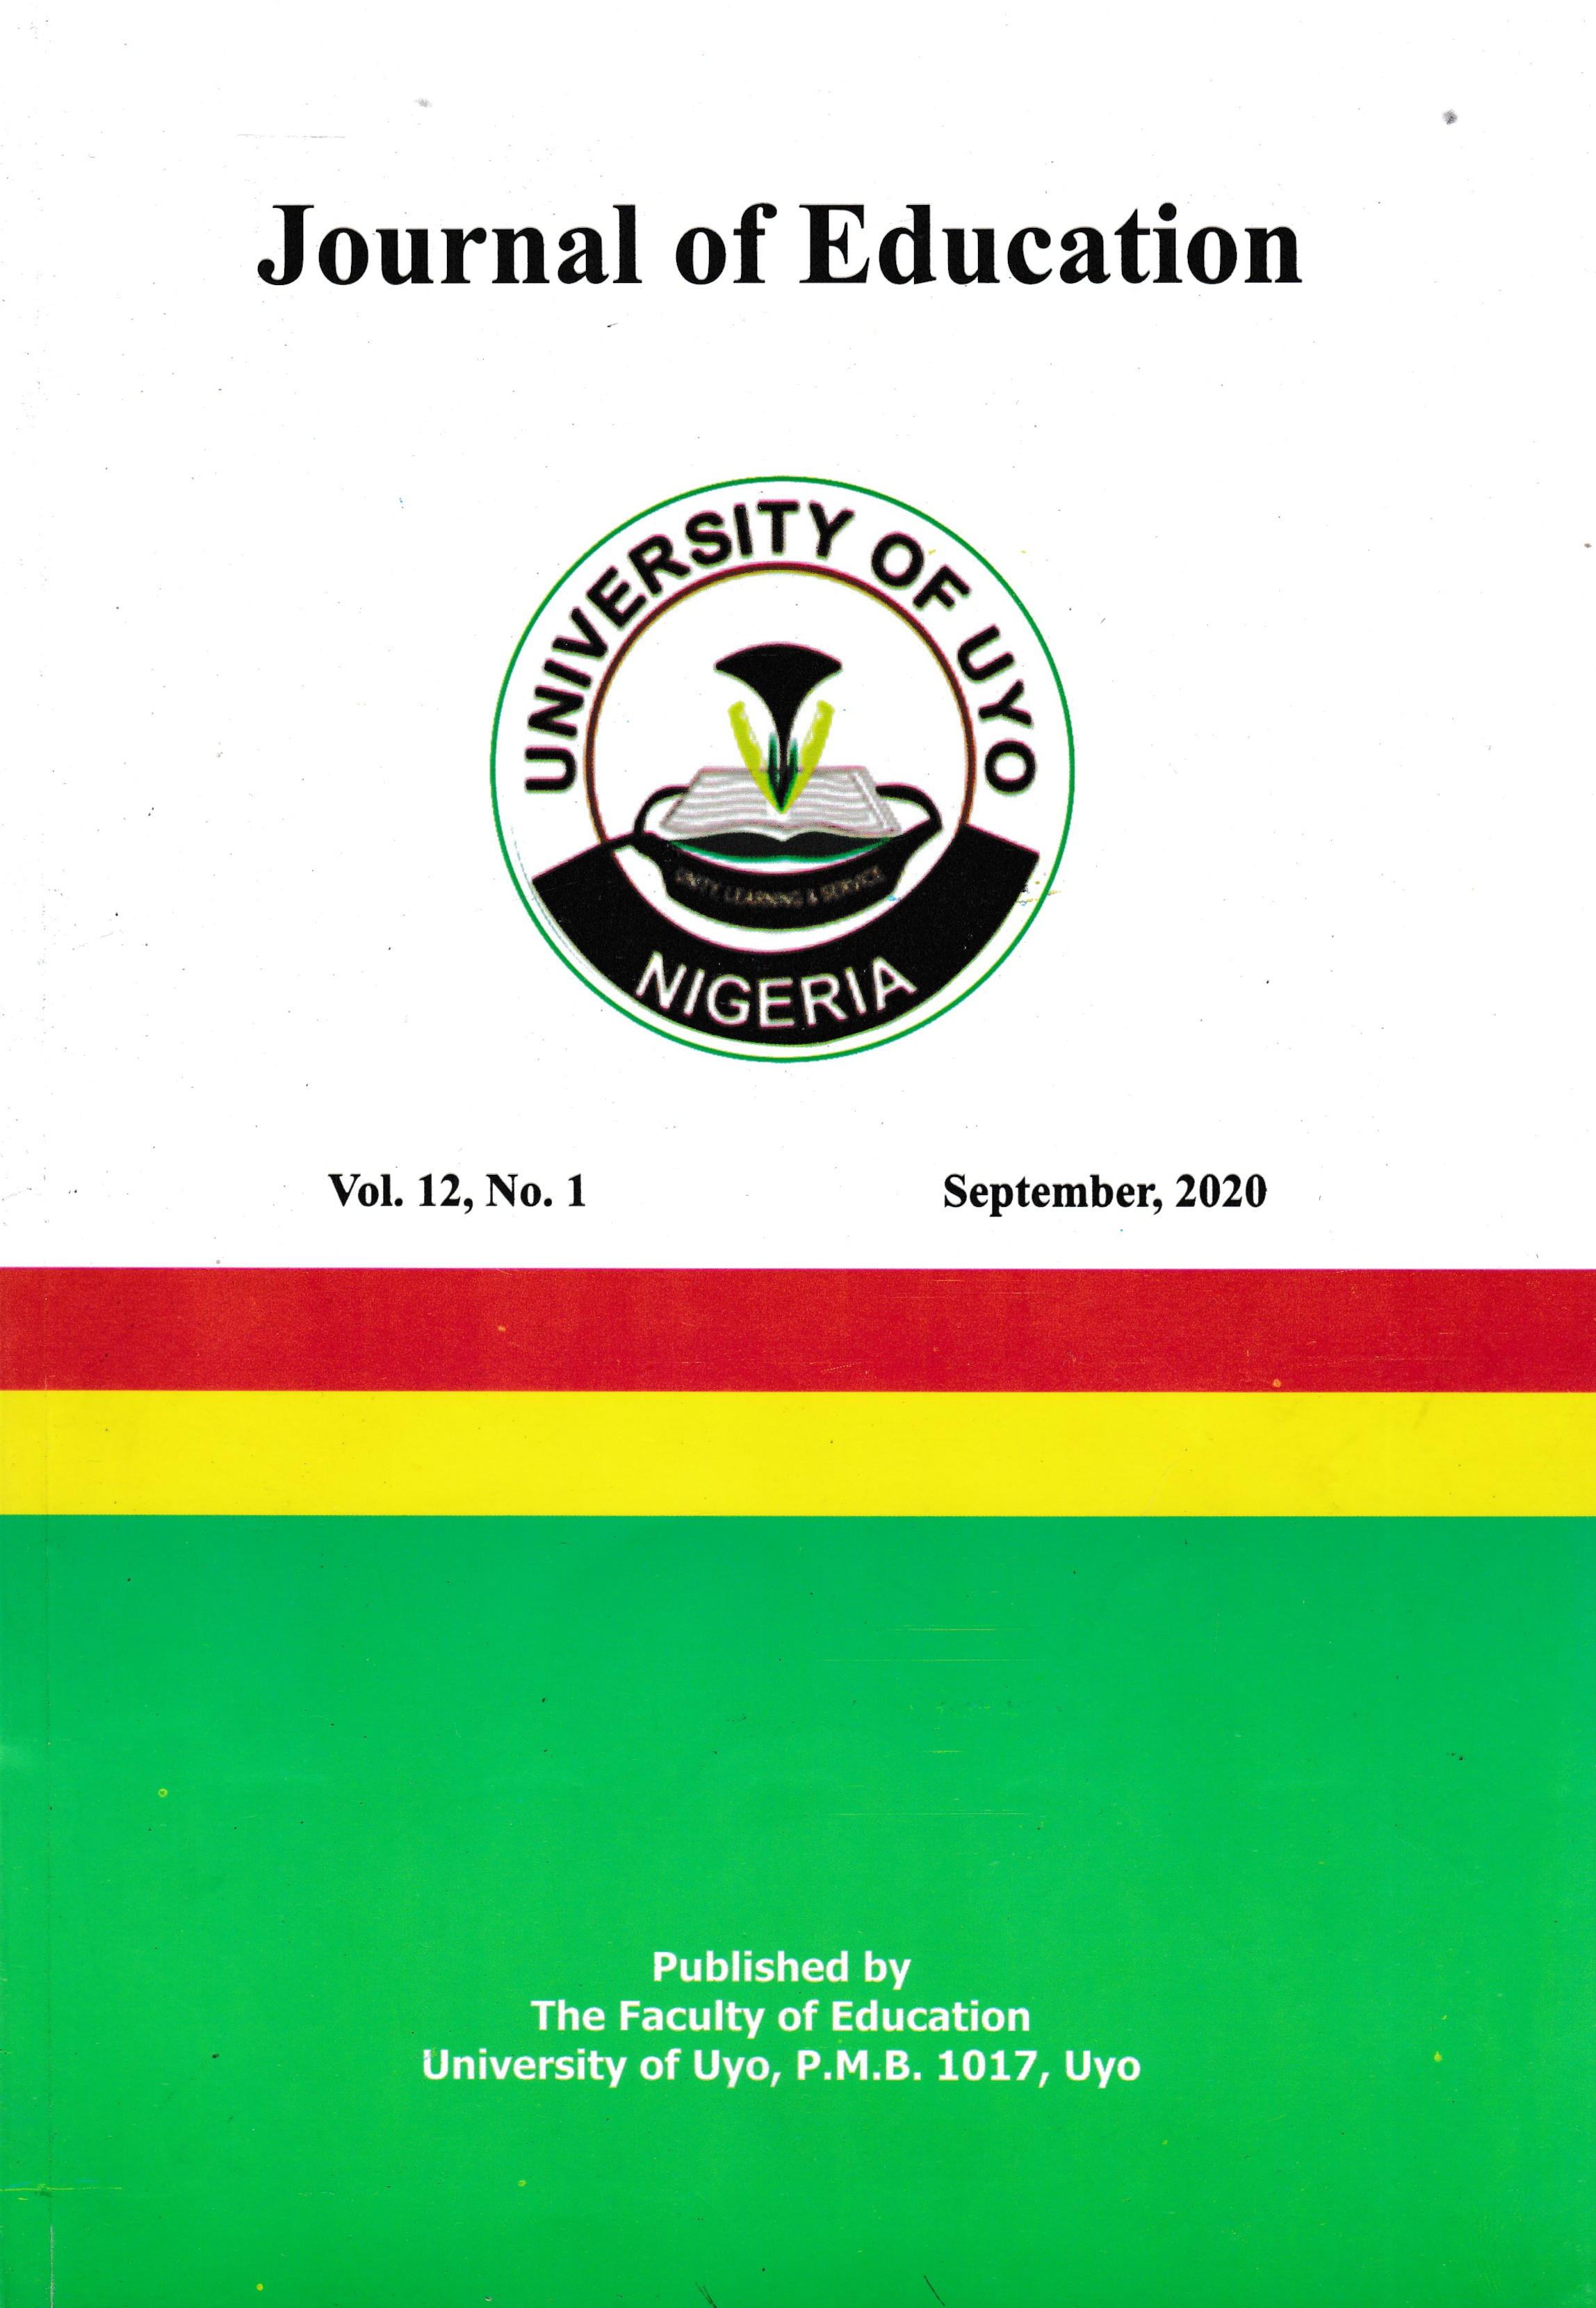 Journal of Education
UNIVERSITY OF UYO
UNITY LEARNING & SERVICE
NIGERIA
Vol. 12, No. 1
September, 2020
Published by
The Faculty of Education
University of Uyo, P.M.B. 1017, Uyo